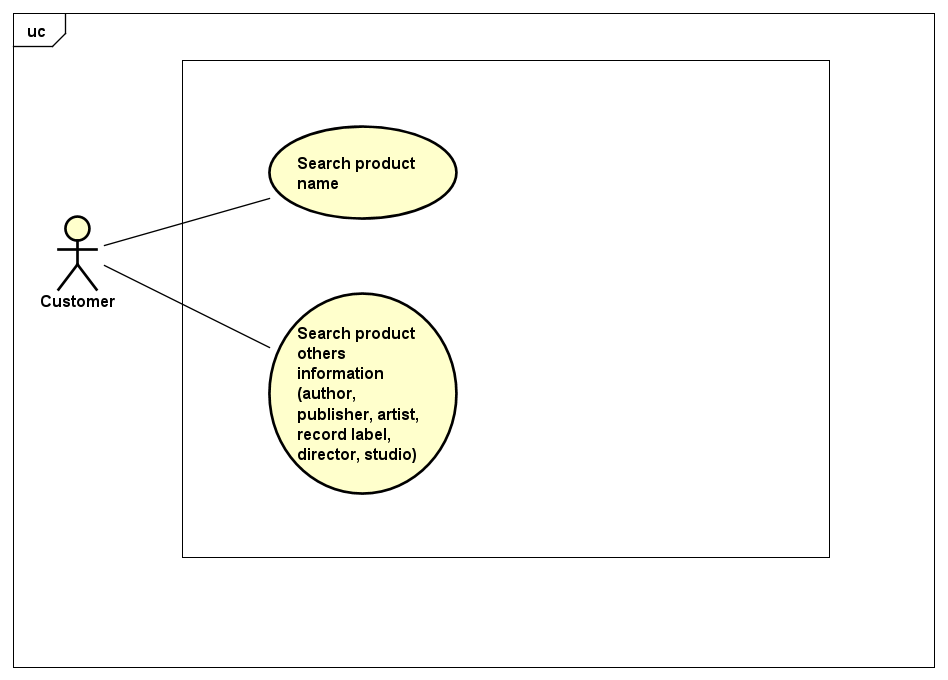 uc
Search product
name
Customer
Search product
others
information
(author,
publisher, artist,
record label,
director, studio)